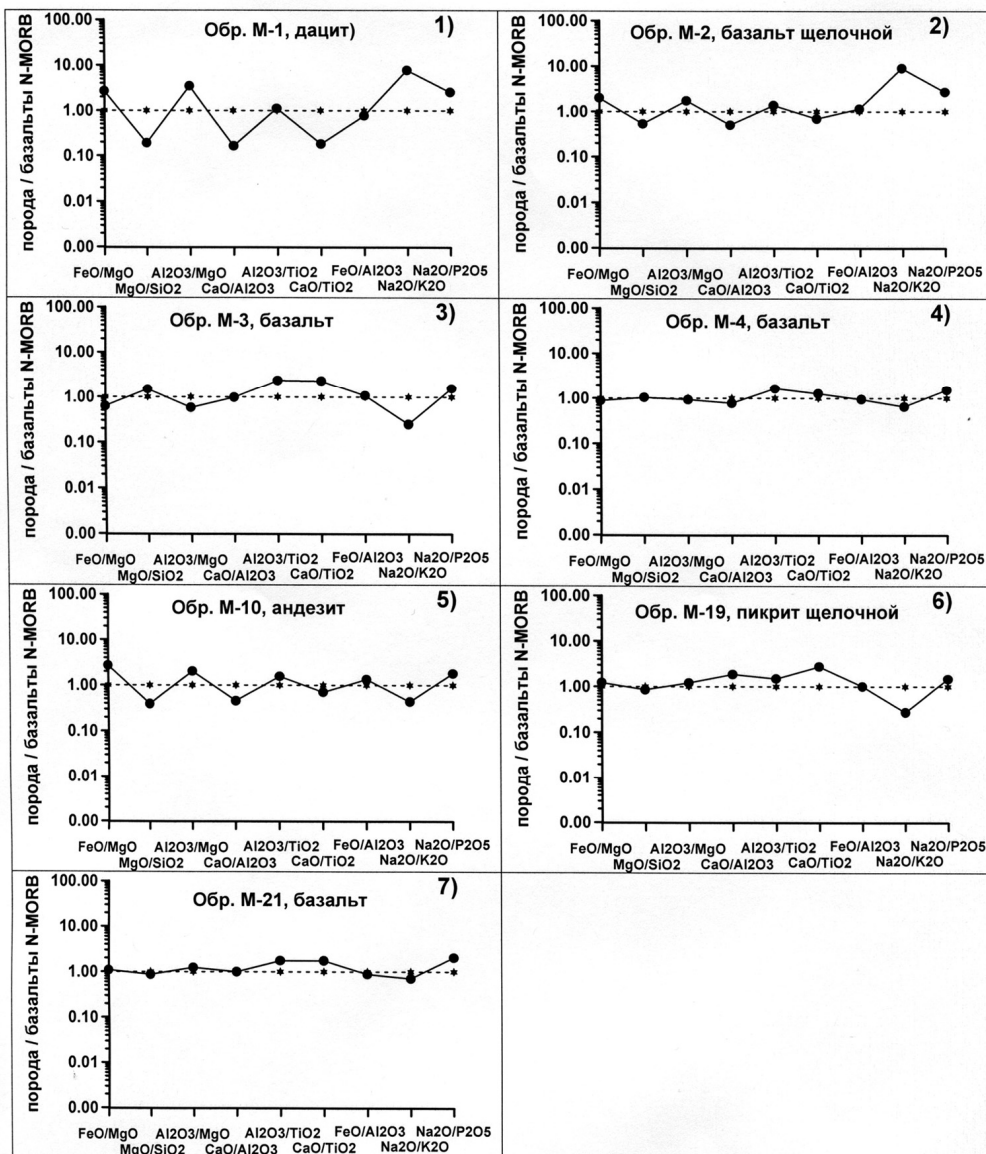 Обр. М-1, дацит)
1)
порода / базальты N-MORB
100.00
10.00
1.00
0.10
0.01
0.00
FeO/MgO Al2O3/MgO Al2O3/TiO2 FeO/Al2O3 Na2O/P2O5
MgO/SiO2 CaO/Al2O3 CaO/TiO2 Na2O/K2O
Обр. М-2, базальт щелочной
2)
порода / базальты N-MORB
100.00
10.00
1.00
0.10
0.01
0.00
FeO/MgO Al2O3/MgO Al2O3/TiO2 FeO/Al2O3 Na2O/P2O5
MgO/SiO2 CaO/Al2O3 CaO/TiO2 Na2O/K2O
Обр. М-3, базальт
3)
порода / базальты N-MORB
100.00
10.00
1.00
0.10
0.01
0.00
FeO/MgO Al2O3/MgO Al2O3/TiO2 FeO/Al2O3 Na2O/P2O5
MgO/SiO2 CaO/Al2O3 CaO/TiO2 Na2O/K2O
Обр. М-4, базальт
4)
порода / базальты N-MORB
100.00
10.00
1.00
0.10
0.01
0.00
FeO/MgO Al2O3/MgO Al2O3/TiO2 FeO/Al2O3 Na2O/P2O5
MgO/SiO2 CaO/Al2O3 CaO/TiO2 Na2O/K2O
Обр. М-10, андезит
5)
порода / базальты N-MORB
100.00
10.00
1.00
0.10
0.01
0.00
FeO/MgO Al2O3/MgO Al2O3/TiO2 FeO/Al2O3 Na2O/P2O5
MgO/SiO2 CaO/Al2O3 CaO/TiO2 Na2O/K2O
Обр. М-19, пикрит щелочной
6)
порода / базальты N-MORB
100.00
10.00
1.00
0.10
0.01
0.00
FeO/MgO Al2O3/MgO Al2O3/TiO2 FeO/Al2O3 Na2O/P2O5
MgO/SiO2 CaO/Al2O3 CaO/TiO2 Na2O/K2O
Обр. М-21, базальт
7)
порода / базальты N-MORB
100.00
10.00
1.00
0.10
0.01
0.00
FeO/MgO Al2O3/MgO Al2O3/TiO2 FeO/Al2O3 Na2O/P2O5
MgO/SiO2 CaO/Al2O3 CaO/TiO2 Na2O/K2O